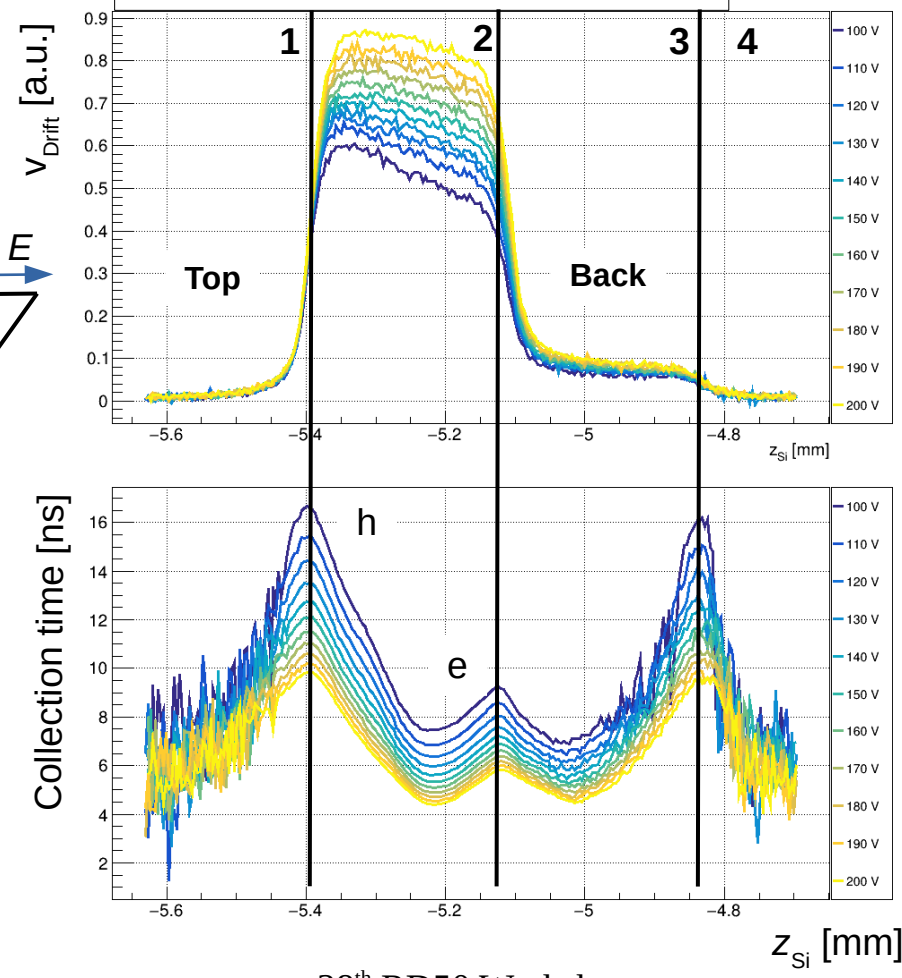 1 2 3 4
v_Drift [a.u.]
0.9
0.8
0.7
0.6
0.5
0.4
0.3
0.2
0.1
0
E
Top
Back
100 V
110 V
120 V
130 V
140 V
150 V
160 V
170 V
180 V
190 V
200 V
−5.6 −5.4 −5.2 −5 −4.8
z_Si [mm]
Collection time [ns]
16
14
12
10
8
6
4
2
h
e
100 V
110 V
120 V
130 V
140 V
150 V
160 V
170 V
180 V
190 V
200 V
−5.6 −5.4 −5.2 −5 −4.8
z_Si [mm]